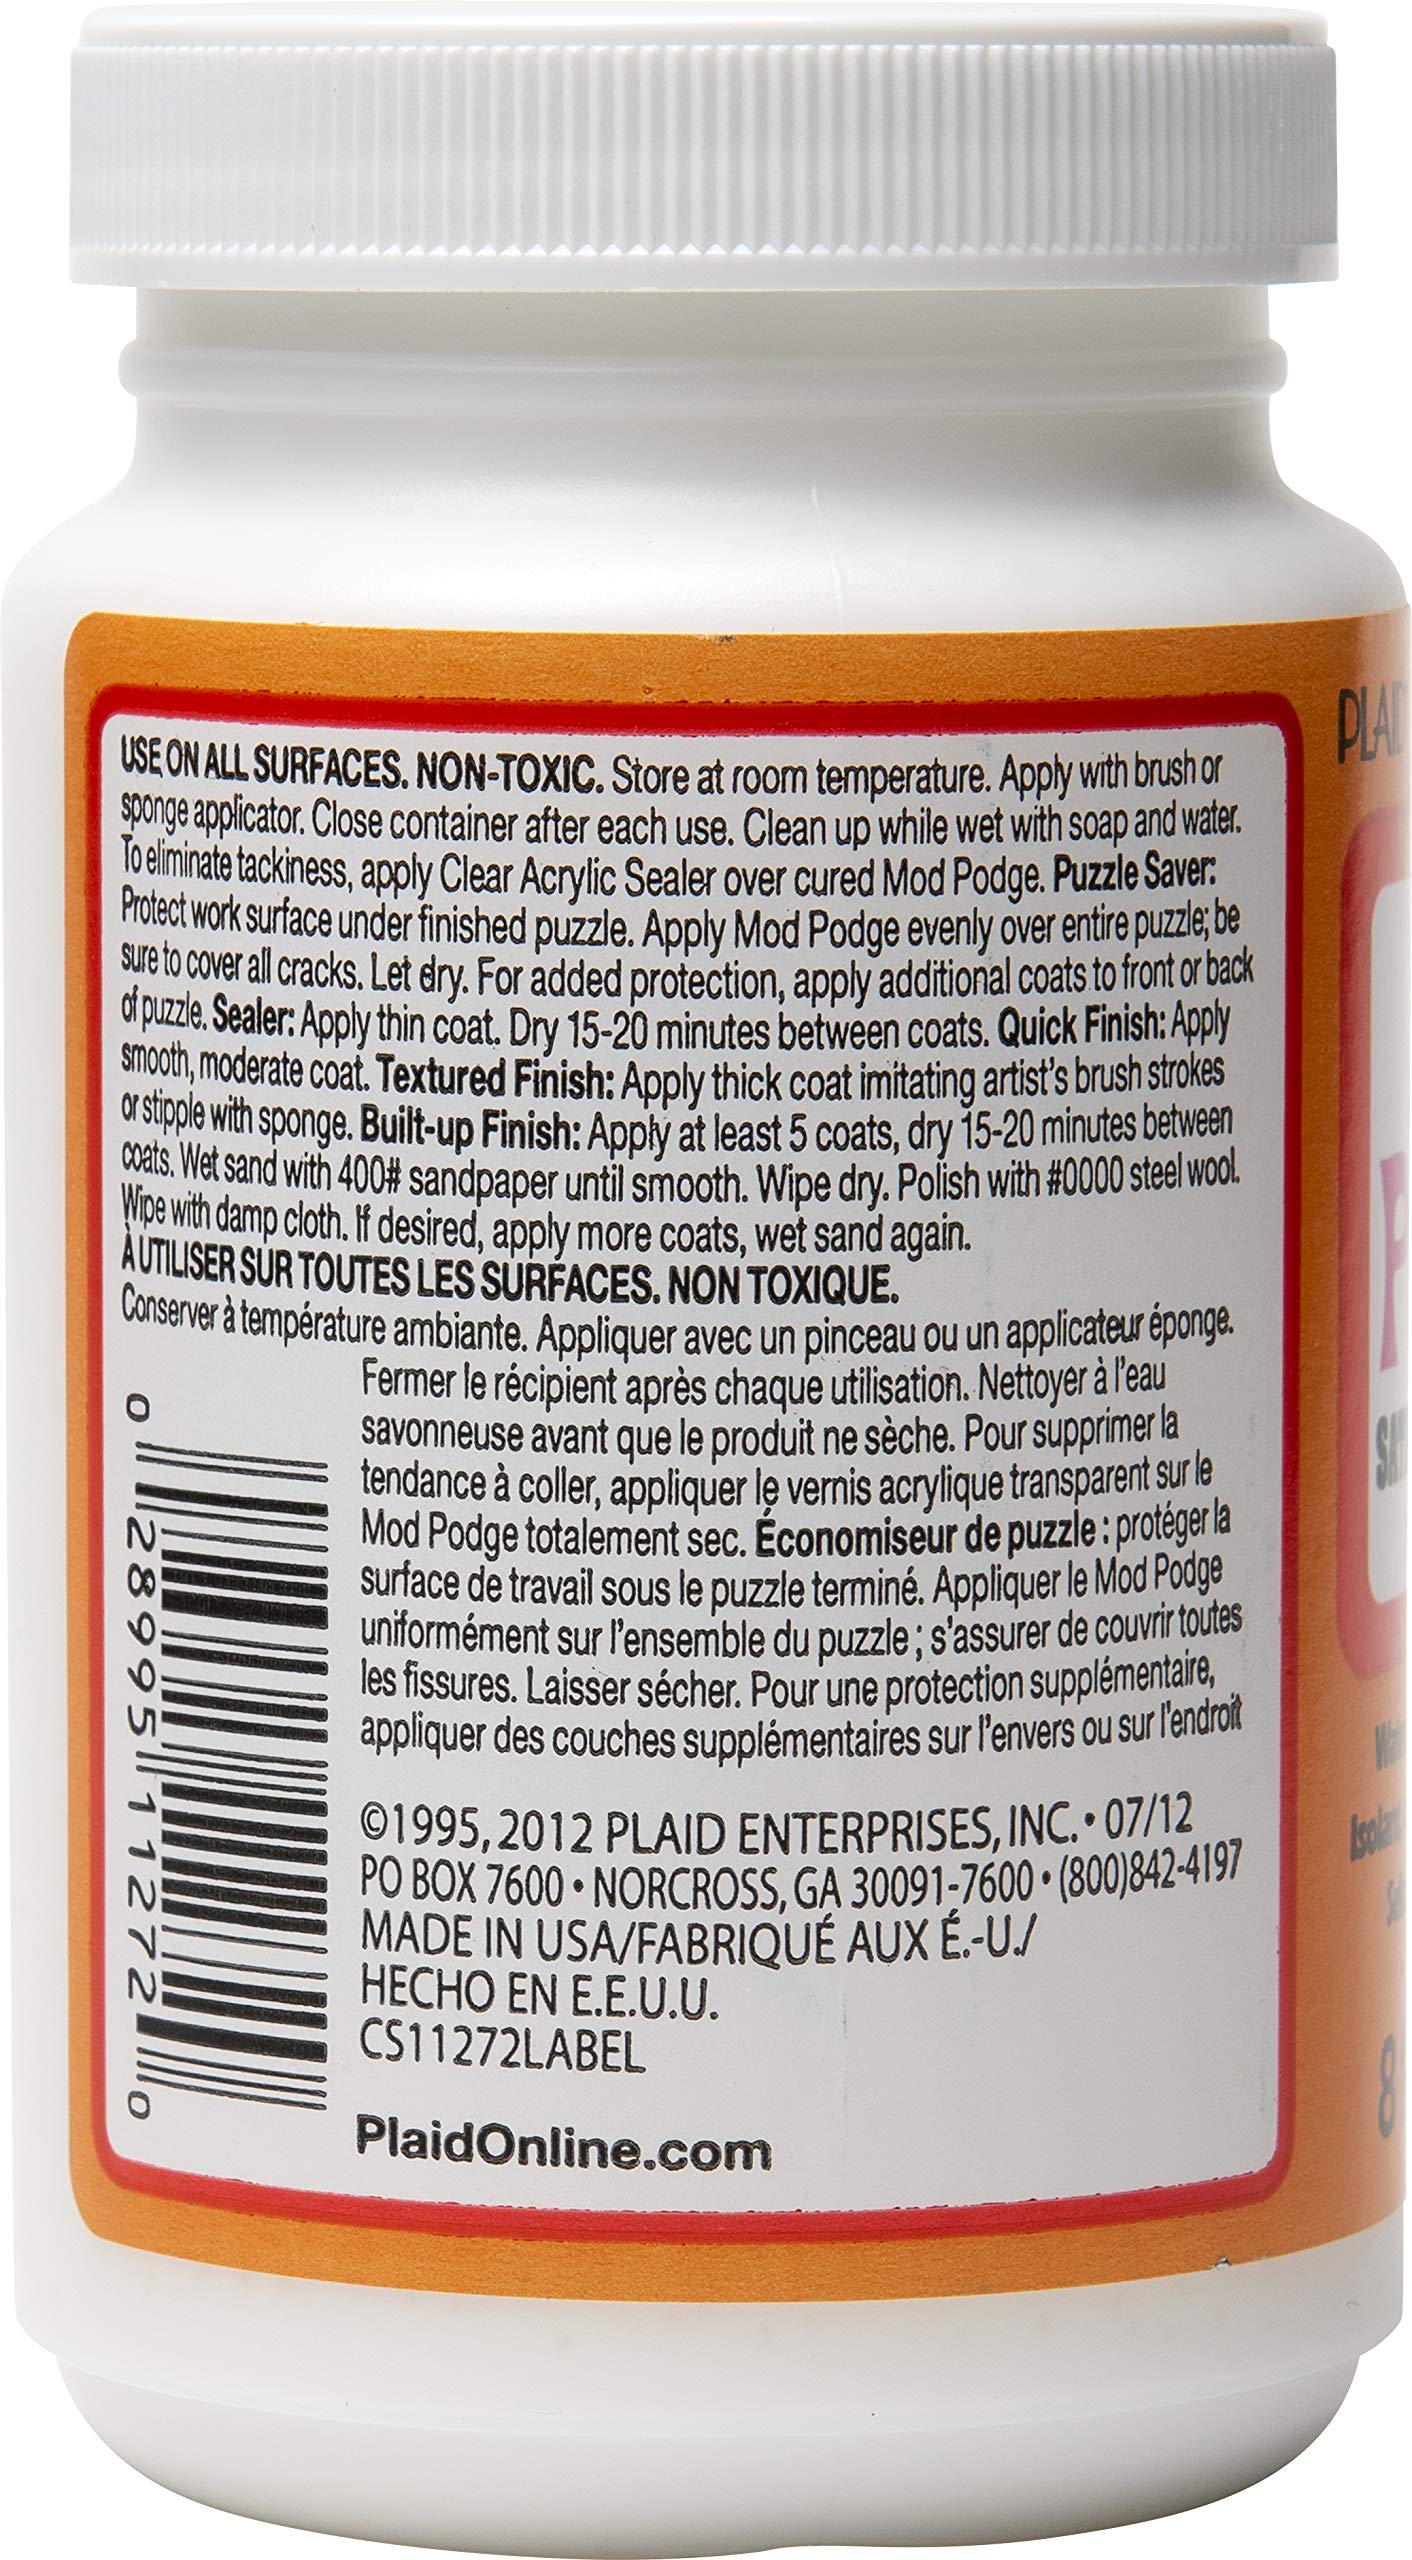 USE ON ALL SURFACES. NON-TOXIC. Store at room temperature. Apply with brush or
sponge applicator. Close container after each use. Clean up while wet with soap and water.
To eliminate tackiness, apply Clear Acrylic Sealer over cured Mod Podge. Puzzle Saver:
Protect work surface under finished puzzle. Apply Mod Podge evenly over entire puzzle; be
sure to cover all cracks. Let dry. For added protection, apply additional coats to front or back
of puzzle. Sealer: Apply thin coat. Dry 15-20 minutes between coats. Quick Finish: Apply
smooth, moderate coat. Textured Finish: Apply thick coat imitating artist's brush strokes
or stipple with sponge. Built-up Finish: Apply at least 5 coats, dry 15-20 minutes between
coats. Wet sand with 400# sandpaper until smooth. Wipe dry. Polish with #0000 steel wool.
Wipe with damp cloth. If desired, apply more coats, wet sand again.
À UTILISER SUR TOUTES LES SURFACES. NON TOXIQUE.
Conserver à température ambiante. Appliquer avec un pinceau ou un applicateur éponge.
Fermer le récipient après chaque utilisation. Nettoyer à l'eau
savonneuse avant que le produit ne sèche. Pour supprimer la
tendance à coller, appliquer le vernis acrylique transparent sur le
Mod Podge totalement sec. Économiseur de puzzle : protéger la
surface de travail sous le puzzle terminé. Appliquer le Mod Podge
uniformément sur l'ensemble du puzzle ; s'assurer de couvrir toutes
les fissures. Laisser sécher. Pour une protection supplémentaire,
appliquer des couches supplémentaires sur l'envers ou sur l'endroit
0 28995 11272 0
©1995, 2012 PLAID ENTERPRISES, INC. • 07/12
PO BOX 7600 • NORCROSS, GA 30091-7600 • (800)842-4197
MADE IN USA/FABRIQUÉ AUX É.-U./
HECHO EN E.E.U.U.
CS11272LABEL
PlaidOnline.com
PLAI
8